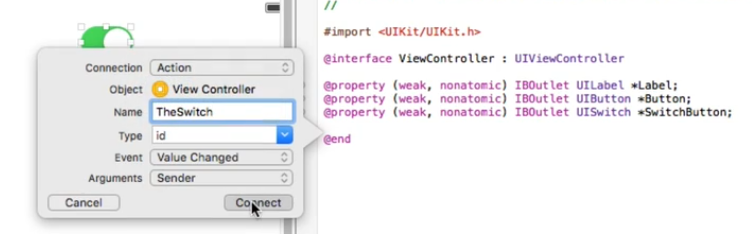 Connection Action
Object View Controller
Name TheSwitch
Type id
Event Value Changed
Arguments Sender
Cancel Connect
//
#import <UIKit/UIKit.h>
@interface ViewController : UIViewController
@property (weak, nonatomic) IBOutlet UILabel *Label;
@property (weak, nonatomic) IBOutlet UIButton *Button;
@property (weak, nonatomic) IBOutlet UISwitch *SwitchButton;
@end